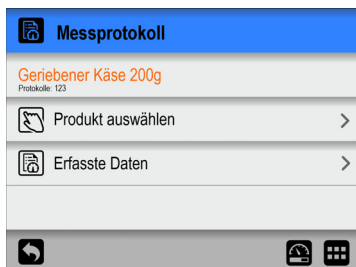 Messprotokoll
Geriebener Käse 200g
Protokolle: 123
Produkt auswählen
Erfasste Daten